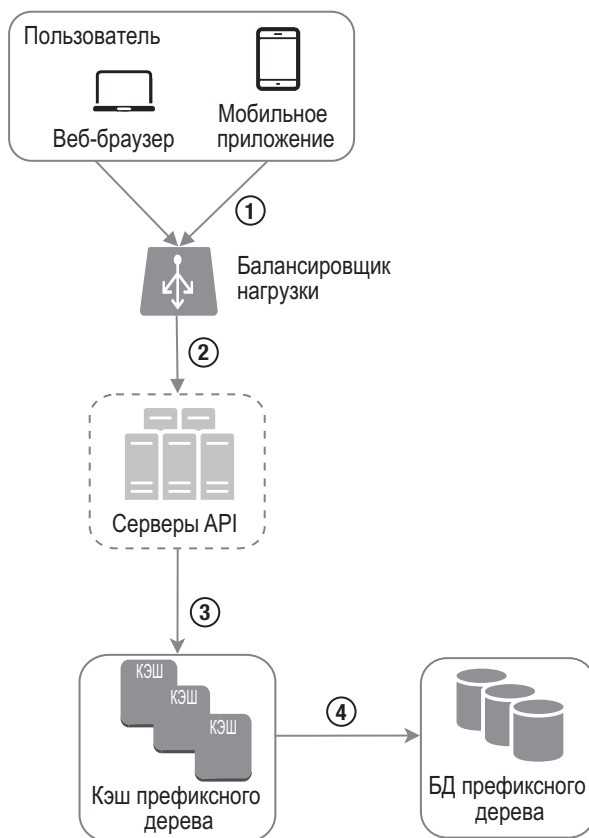 Пользователь
Веб-браузер
Мобильное
приложение
1
Балансировщик
нагрузки
2
Серверы API
3
КЭШ
КЭШ
КЭШ
Кэш префиксного
дерева
4
БД префиксного
дерева